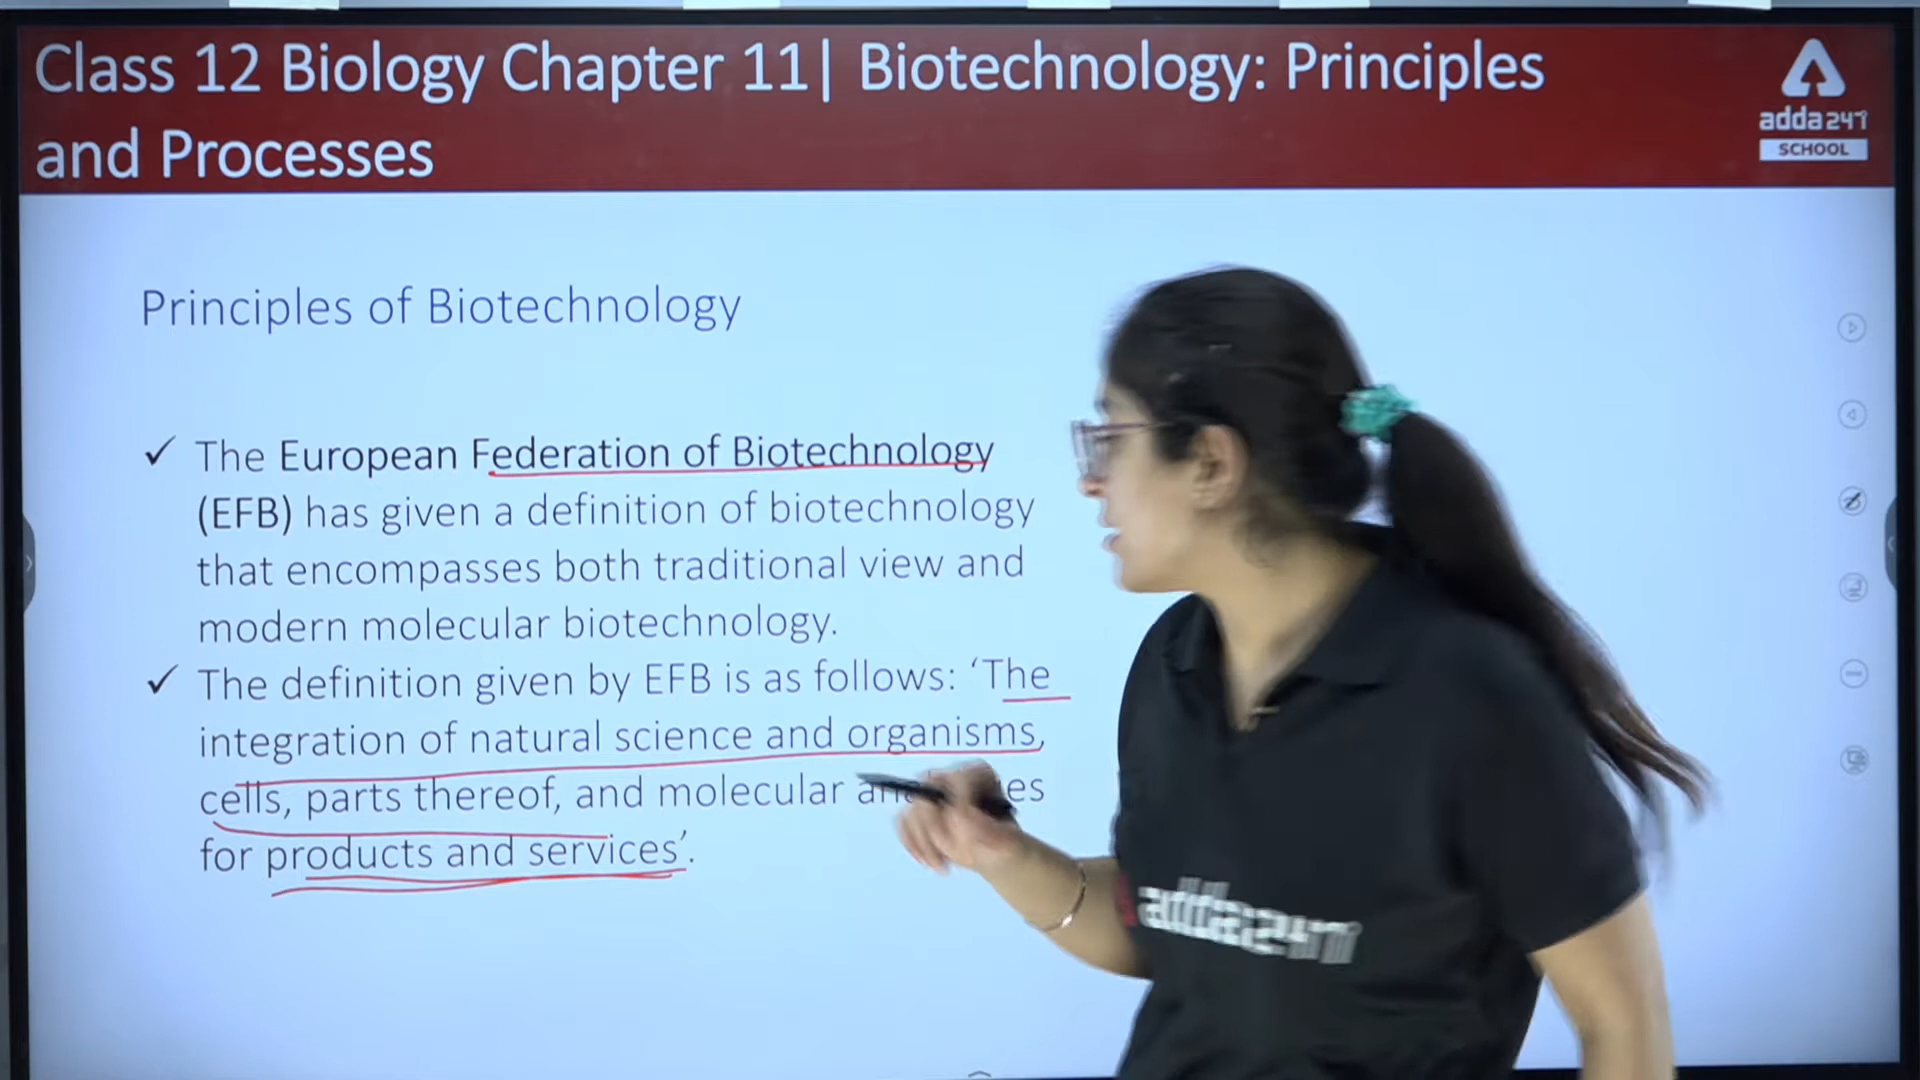 Class 12 Biology Chapter 11| Biotechnology: Principles
and Processes
adda247
SCHOOL
Principles of Biotechnology
✓ The European Federation of Biotechnology
(EFB) has given a definition of biotechnology
that encompasses both traditional view and
modern molecular biotechnology.
✓ The definition given by EFB is as follows: ‘The
integration of natural science and organisms,
cells, parts thereof, and molecular
for products and services’.
adda247